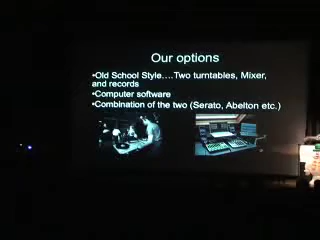 Our options
•Old School Style….Two turntables, Mixer,
and records
•Computer software
•Combination of the two (Serato, Abelton etc.)